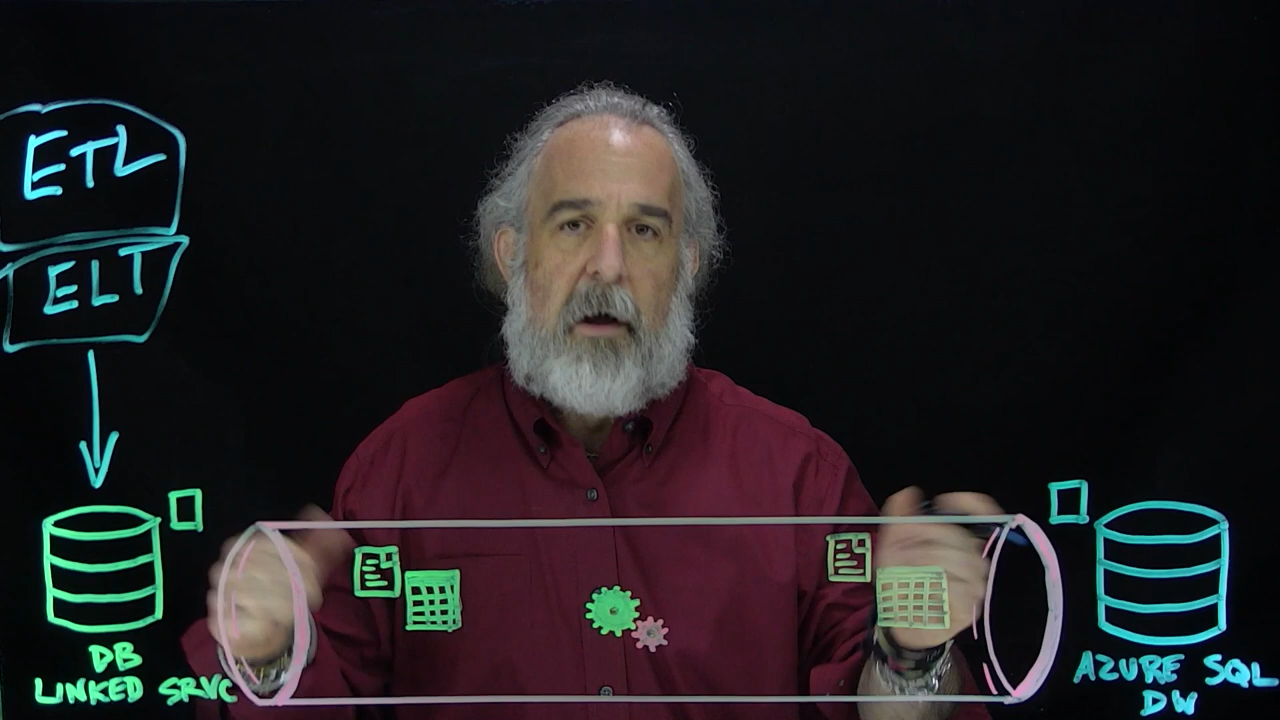 ETL
ELT
DB
LINKED SRVC
AZURE SQL
DW